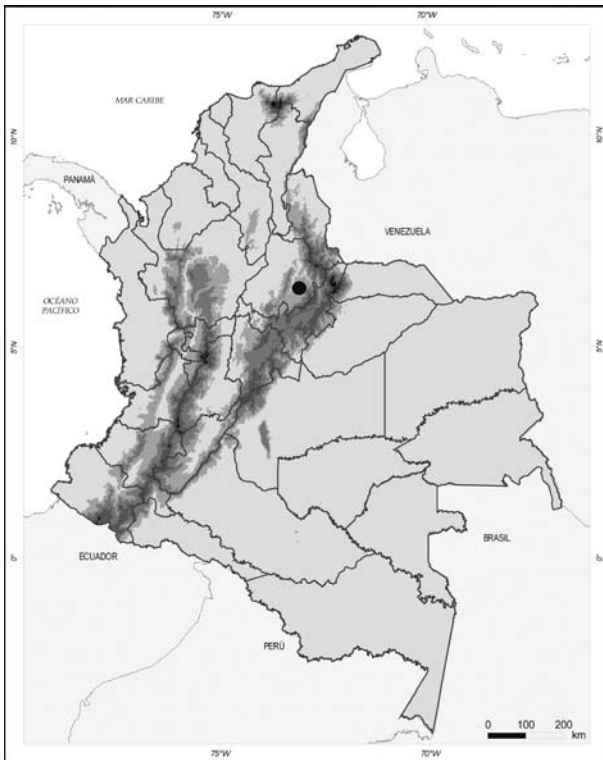 75°W
70°W
MAR CARIBE
10°N
10°N
PANAMÁ
VENEZUELA
OCÉANO
PACÍFICO
5°N
5°N
ECUADOR
BRASIL
0°
0°
PERÚ
0 100 200
km
75°W
70°W